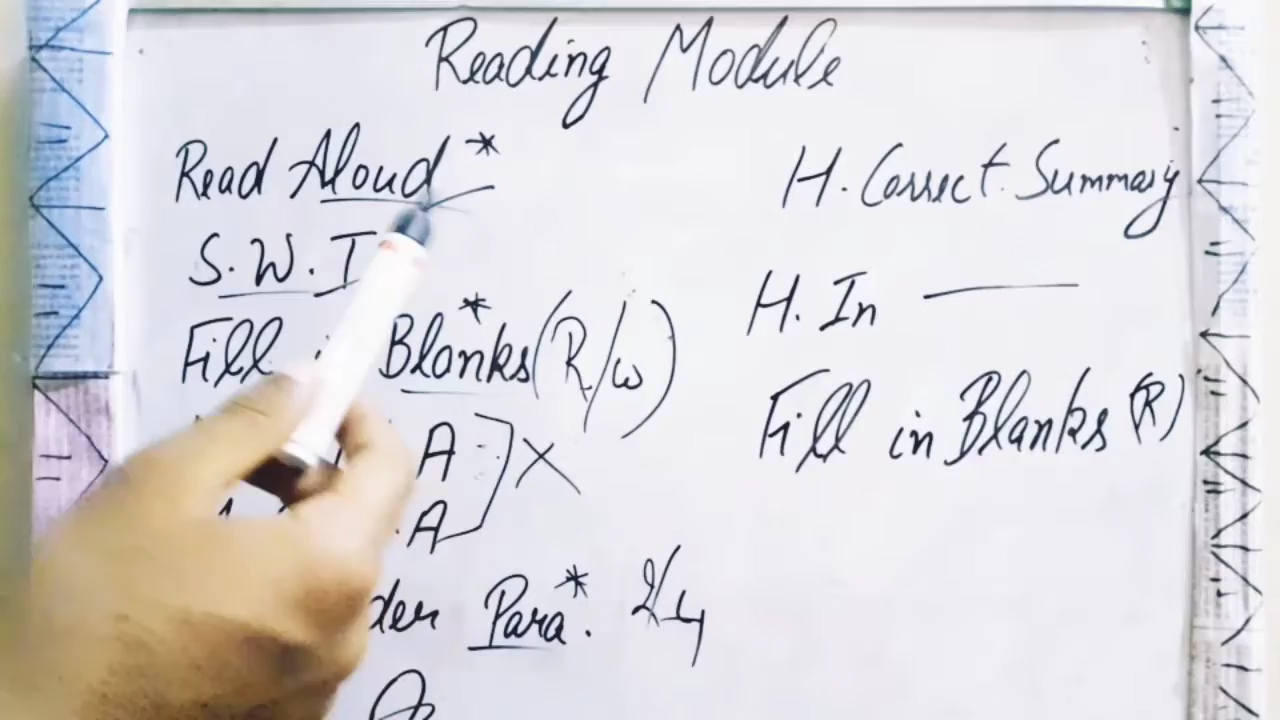 Reading Module
Read Aloud *
S.W.I
Fill Blanks * (R/W)
A
. A
Para * . 2/4
H. Correct. Summary
H. In ———
Fill in Blanks (R)